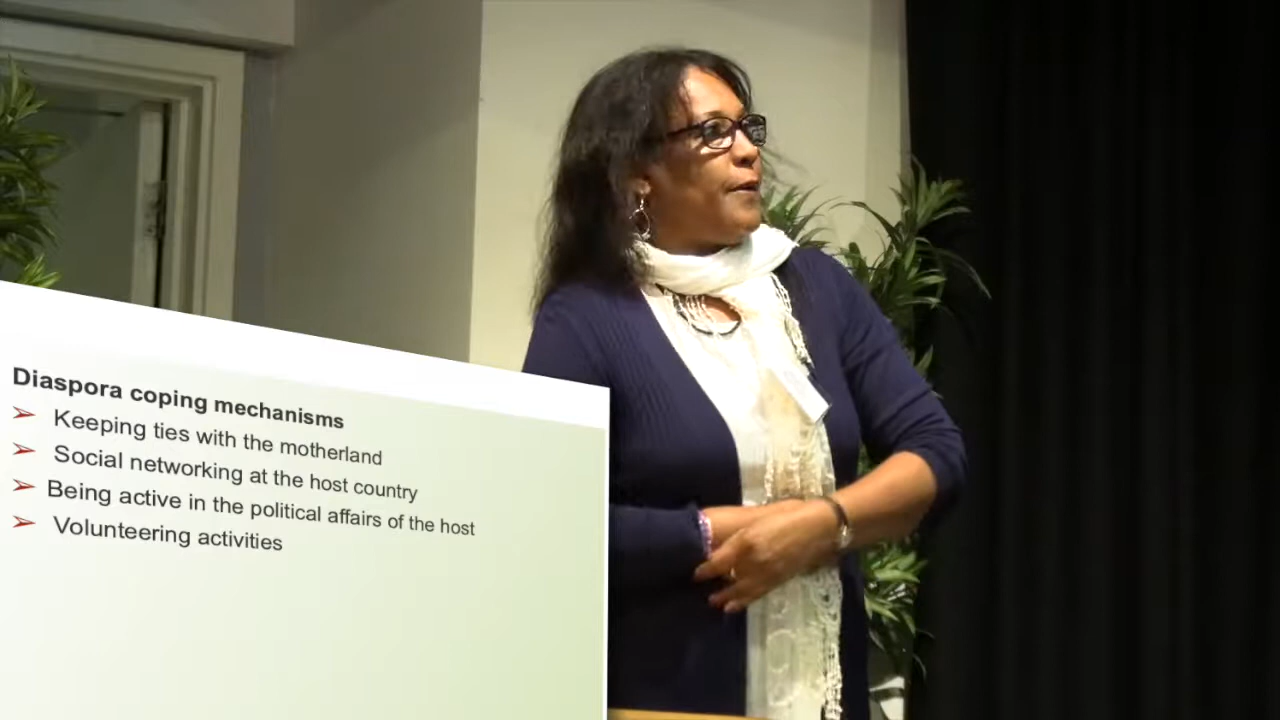 Diaspora coping mechanisms
➢ Keeping ties with the motherland
➢ Social networking at the host country
➢ Being active in the political affairs of the host
➢ Volunteering activities